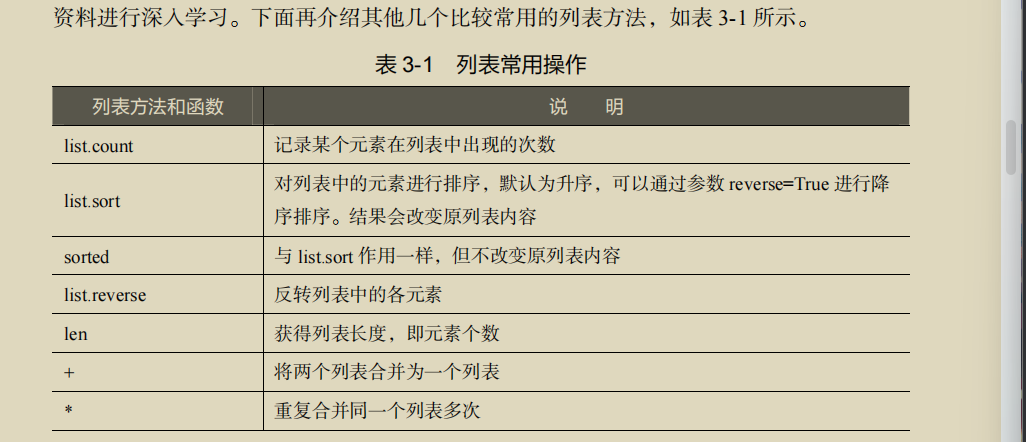 资料进行深入学习。下面再介绍其他几个比较常用的列表方法，如表 3-1 所示。
表 3-1 列表常用操作
列表方法和函数 说 明
list.count 记录某个元素在列表中出现的次数
list.sort 对列表中的元素进行排序，默认为升序，可以通过参数 reverse=True 进行降
序排序。结果会改变原列表内容
sorted 与 list.sort 作用一样，但不改变原列表内容
list.reverse 反转列表中的各元素
len 获得列表长度，即元素个数
+ 将两个列表合并为一个列表
* 重复合并同一个列表多次